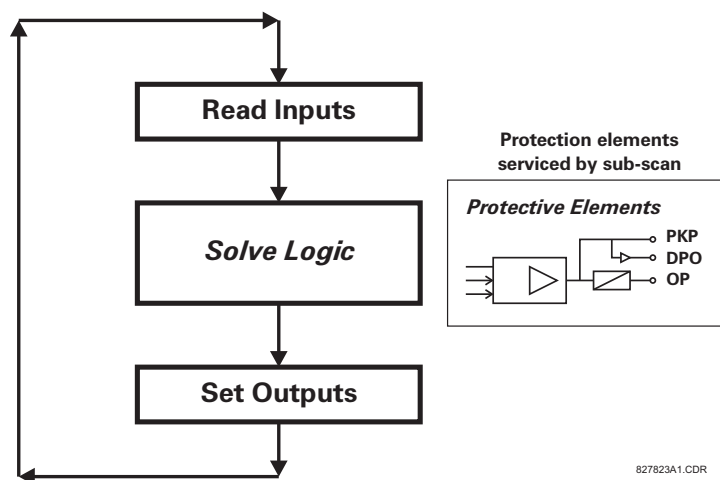 Read Inputs
Solve Logic
Set Outputs
Protection elements
serviced by sub-scan
Protective Elements
PKP
DPO
OP
827823A1.CDR